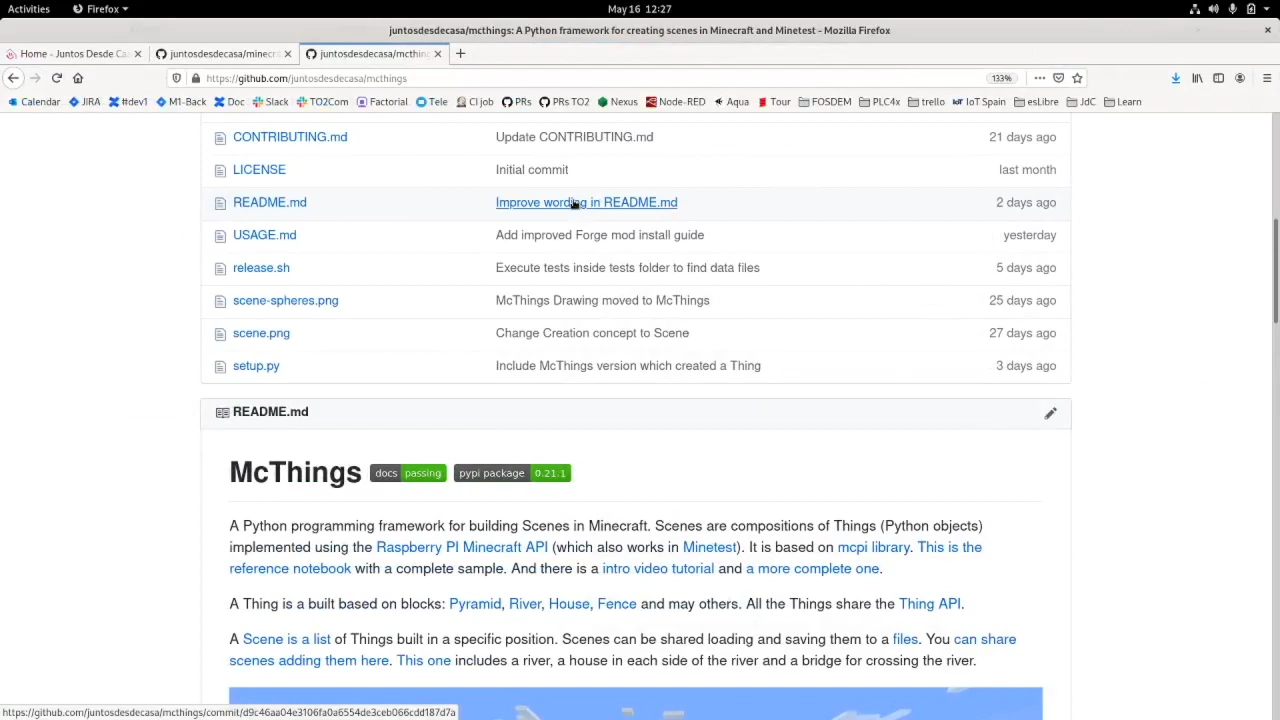 Activities
Firefox
May 16 12:27
juntosdesdecasa/mcthings: A Python framework for creating scenes in Minecraft and Minetest - Mozilla Firefox
Home - Juntos Desde Ca
juntosdesdecasa/minecr
juntosdesdecasa/mcthing
https://github.com/juntosdesdecasa/mcthings
133%
Calendar
JIRA
#dev1
M1-Back
Doc
Slack
TO2Com
Factorial
Tele
CI job
PRs
PRs TO2
Nexus
Node-RED
Aqua
Tour
FOSDEM
PLC4x
trello
IoT Spain
esLibre
JdC
Learn
CONTRIBUTING.md Update CONTRIBUTING.md 21 days ago
LICENSE Initial commit last month
README.md Improve wording in README.md 2 days ago
USAGE.md Add improved Forge mod install guide yesterday
release.sh Execute tests inside tests folder to find data files 5 days ago
scene-spheres.png McThings Drawing moved to McThings 25 days ago
scene.png Change Creation concept to Scene 27 days ago
setup.py Include McThings version which created a Thing 3 days ago
README.md
McThings docs passing pypi package 0.21.1
A Python programming framework for building Scenes in Minecraft. Scenes are compositions of Things (Python objects)
implemented using the Raspberry PI Minecraft API (which also works in Minetest). It is based on mcpi library. This is the
reference notebook with a complete sample. And there is a intro video tutorial and a more complete one.
A Thing is a built based on blocks: Pyramid, River, House, Fence and may others. All the Things share the Thing API.
A Scene is a list of Things built in a specific position. Scenes can be shared loading and saving them to a files. You can share
scenes adding them here. This one includes a river, a house in each side of the river and a bridge for crossing the river.
https://github.com/juntosdesdecasa/mcthings/commit/d9c46aa04e3106fa0a6554de3ceb066cdd187d7a